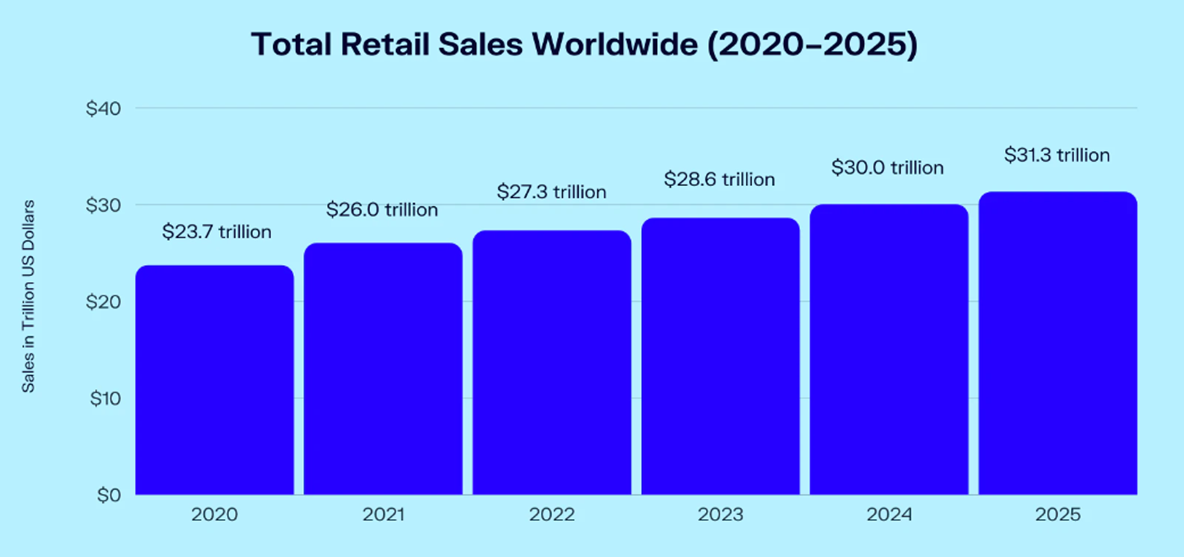 Total Retail Sales Worldwide (2020–2025)
Sales in Trillion US Dollars
$40
$30
$20
$10
$0
$23.7 trillion
$26.0 trillion
$27.3 trillion
$28.6 trillion
$30.0 trillion
$31.3 trillion
2020
2021
2022
2023
2024
2025